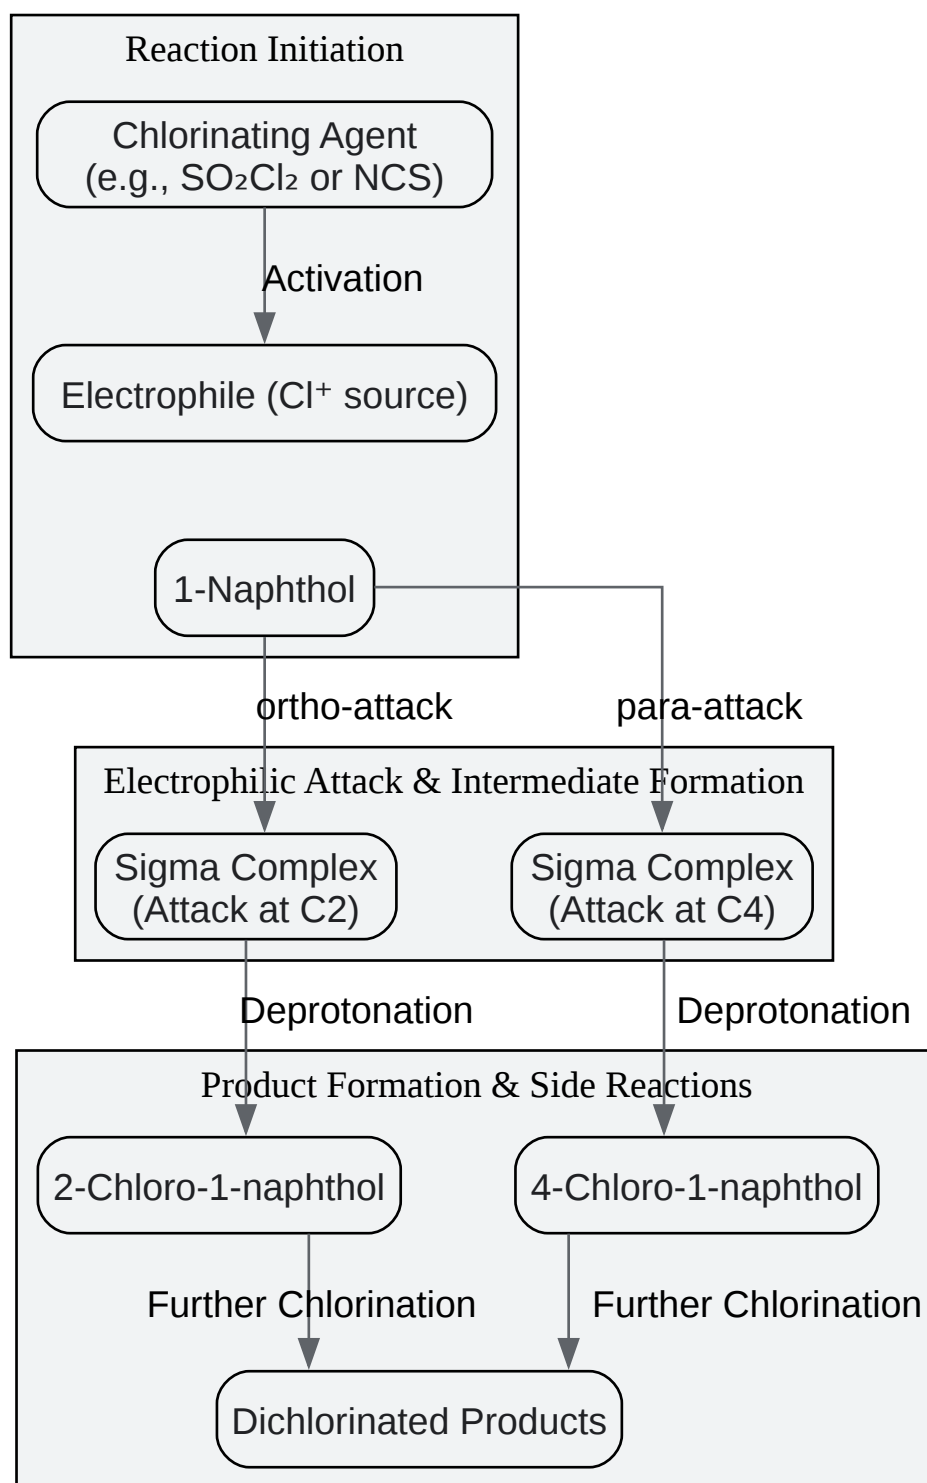 Reaction Initiation
Chlorinating Agent
(e.g., SO₂Cl₂ or NCS)
Activation
Electrophile (Cl⁺ source)
1-Naphthol
ortho-attack
para-attack
Electrophilic Attack & Intermediate Formation
Sigma Complex
(Attack at C2)
Sigma Complex
(Attack at C4)
Deprotonation
Deprotonation
Product Formation & Side Reactions
2-Chloro-1-naphthol
4-Chloro-1-naphthol
Further Chlorination
Further Chlorination
Dichlorinated Products